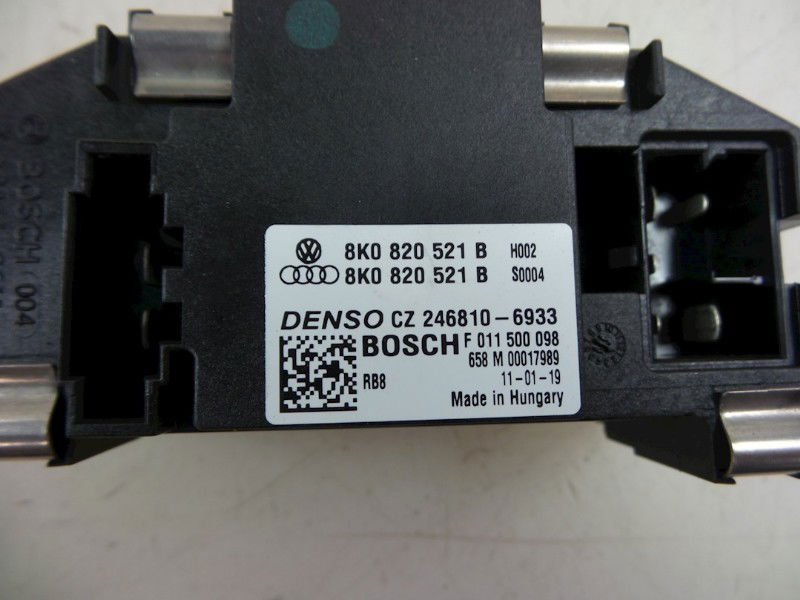 8K0 820 521 B H002
8K0 820 521 B S0004
DENSO CZ 246810-6933
BOSCH F 011 500 098
658 M 00017989
RB8 11-01-19
Made in Hungary
BOSCH 004